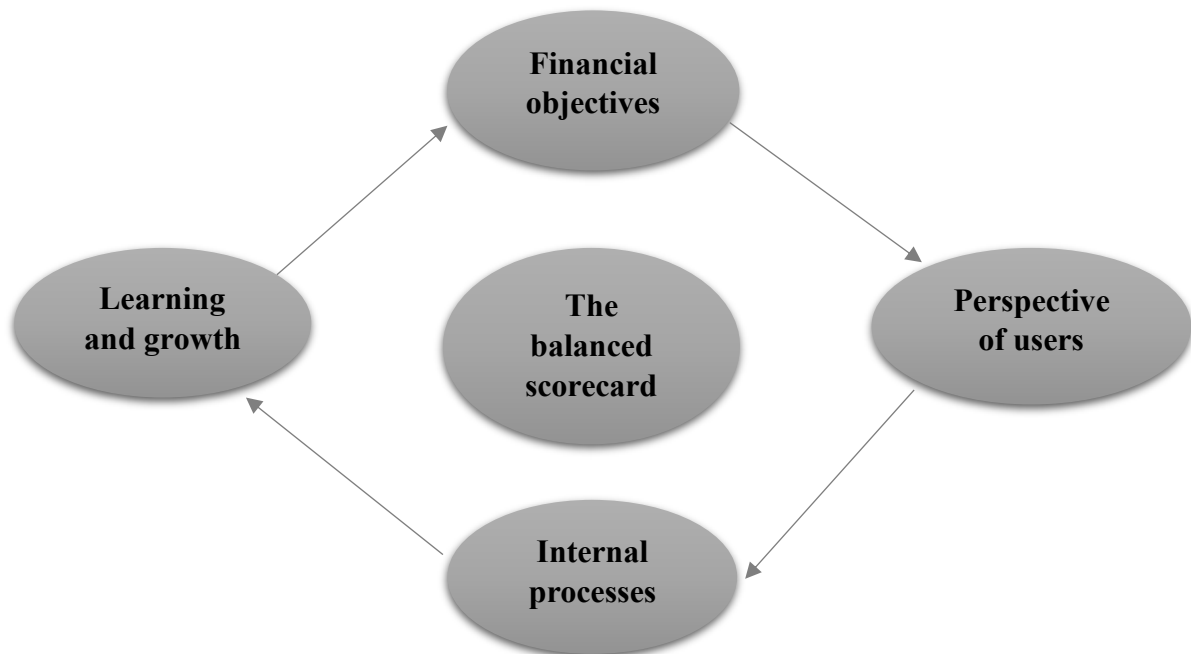 Financial
objectives
Learning
and growth
The
balanced
scorecard
Perspective
of users
Internal
processes